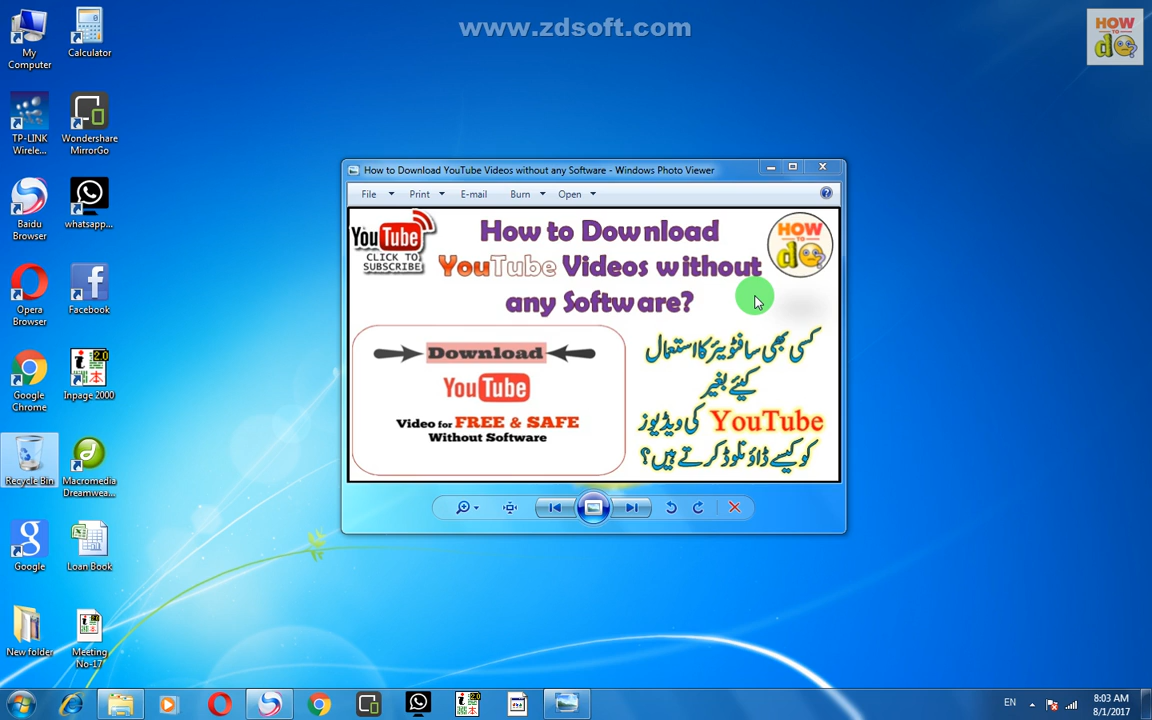 www.zdsoft.com
HOW
TO
do
My
Computer
Calculator
TP-LINK
Wirele...
Wondershare
MirrorGo
Baidu
Browser
whatsapp...
Opera
Browser
Facebook
Google
Chrome
Inpage 2000
Recycle Bin
Macromedia
Dreamwea...
Google
Loan Book
New folder
Meeting
No-17
How to Download YouTube Videos without any Software - Windows Photo Viewer
File Print E-mail Burn Open
YouTube
CLICK TO
SUBSCRIBE
How to Download
YouTube Videos without
any Software?
HOW
TO
do
Download
YouTube
Video for FREE & SAFE
Without Software
کسی بھی سافٹویئر کا استعمال
کیئے بغیر
YouTube کی ویڈیوز
کو کیسے ڈاؤنلوڈ کرتے ہیں؟
EN
8:03 AM
8/1/2017